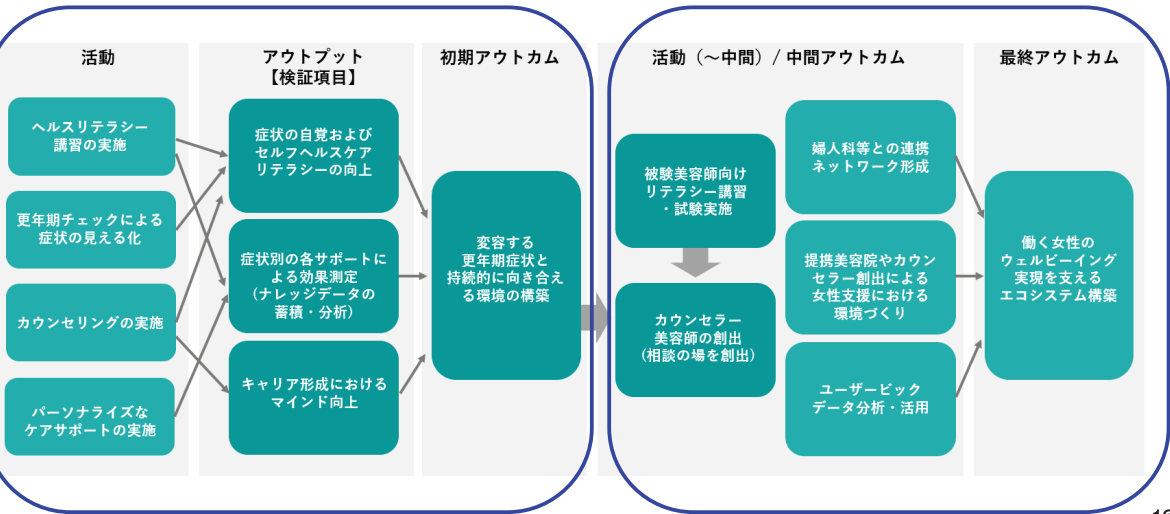 活動
ヘルスリテラシー
講習の実施
更年期チェックによる
症状の見える化
カウンセリングの実施
パーソナライズな
ケアサポートの実施
アウトプット
【検証項目】
症状の自覚および
セルフヘルスケア
リテラシーの向上
症状別の各サポートに
よる効果測定
(ナレッジデータの
蓄積・分析)
キャリア形成における
マインド向上
初期アウトカム
変容する
更年期症状と
持続的に向き合え
る環境の構築
活動（〜中間）/ 中間アウトカム
被験美容師向け
リテラシー講習
・試験実施
カウンセラー
美容師の創出
(相談の場を創出)
婦人科等との連携
ネットワーク形成
提携美容院やカウン
セラー創出による
女性支援における
環境づくり
ユーザービック
データ分析・活用
最終アウトカム
働く女性の
ウェルビーイング
実現を支える
エコシステム構築